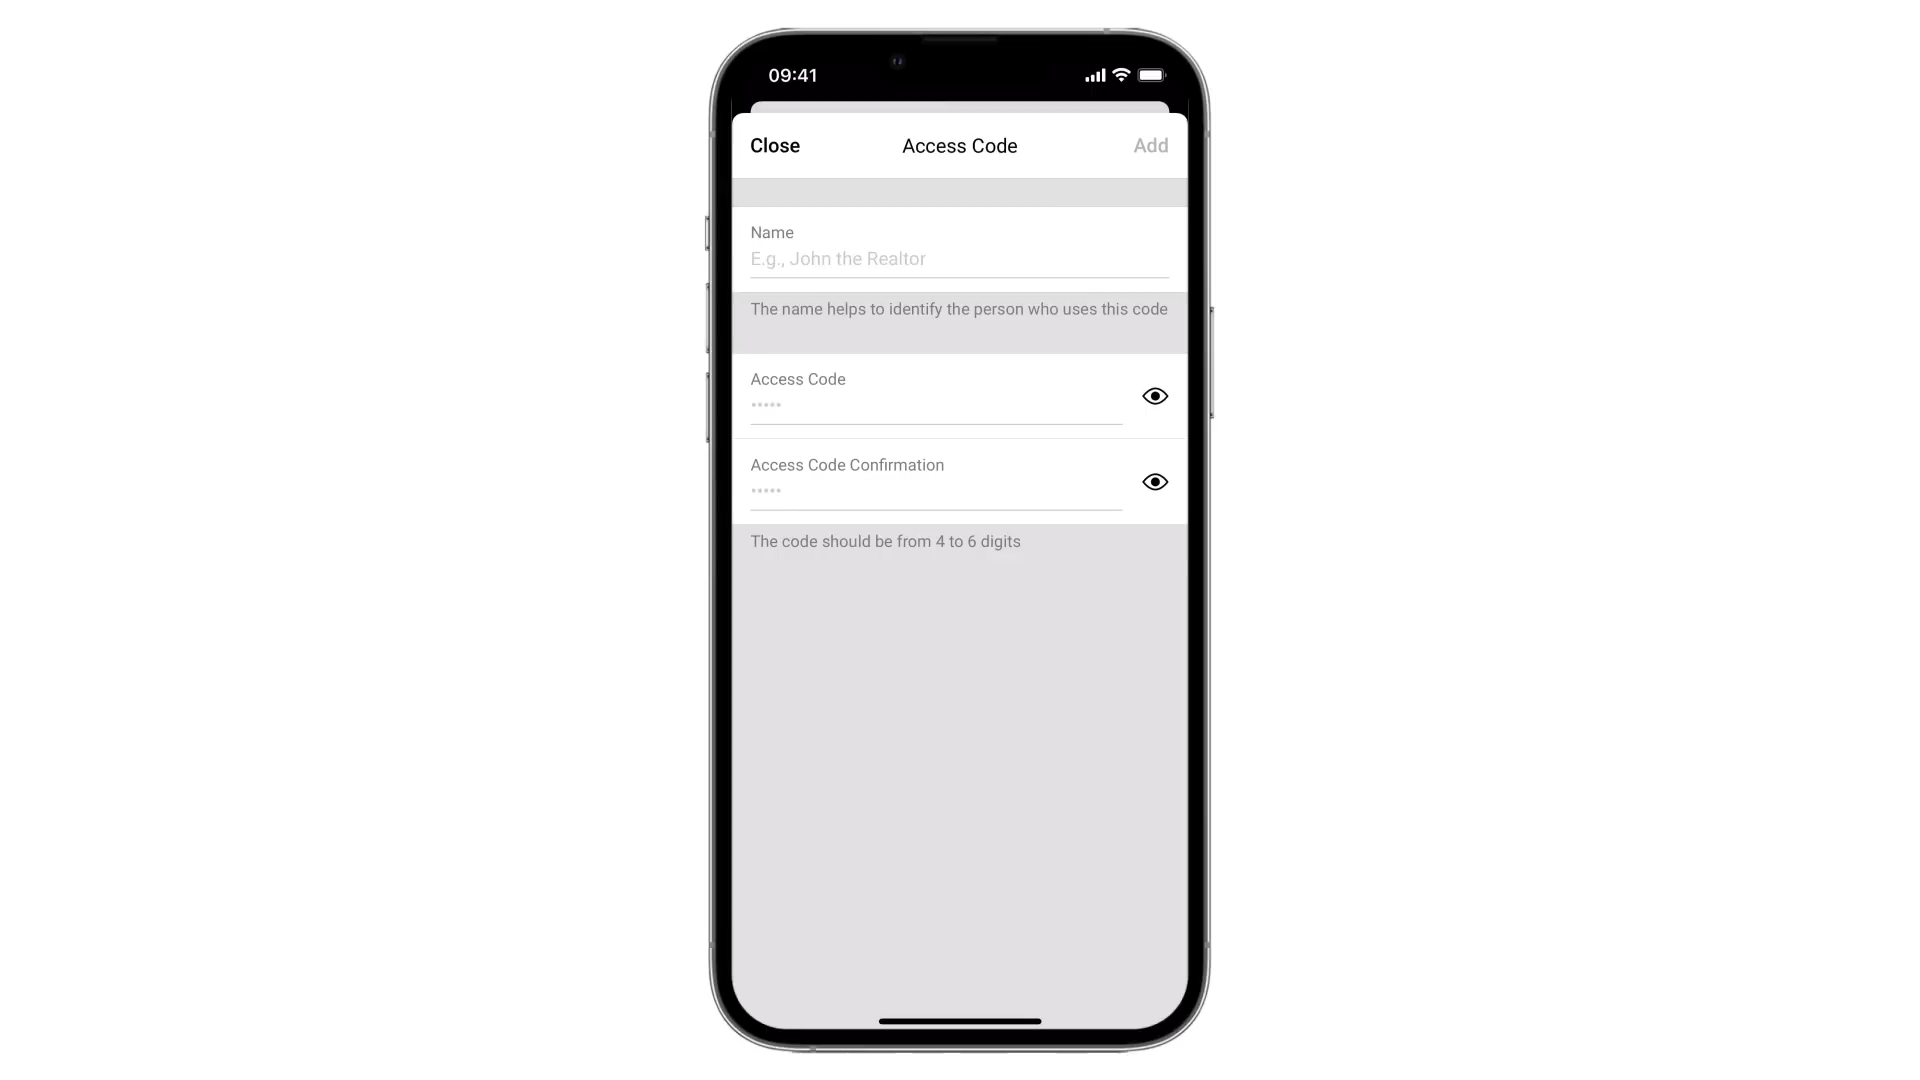 09:41
Close Access Code Add
Name
E.g., John the Realtor
The name helps to identify the person who uses this code
Access Code
•••••
Access Code Confirmation
•••••
The code should be from 4 to 6 digits